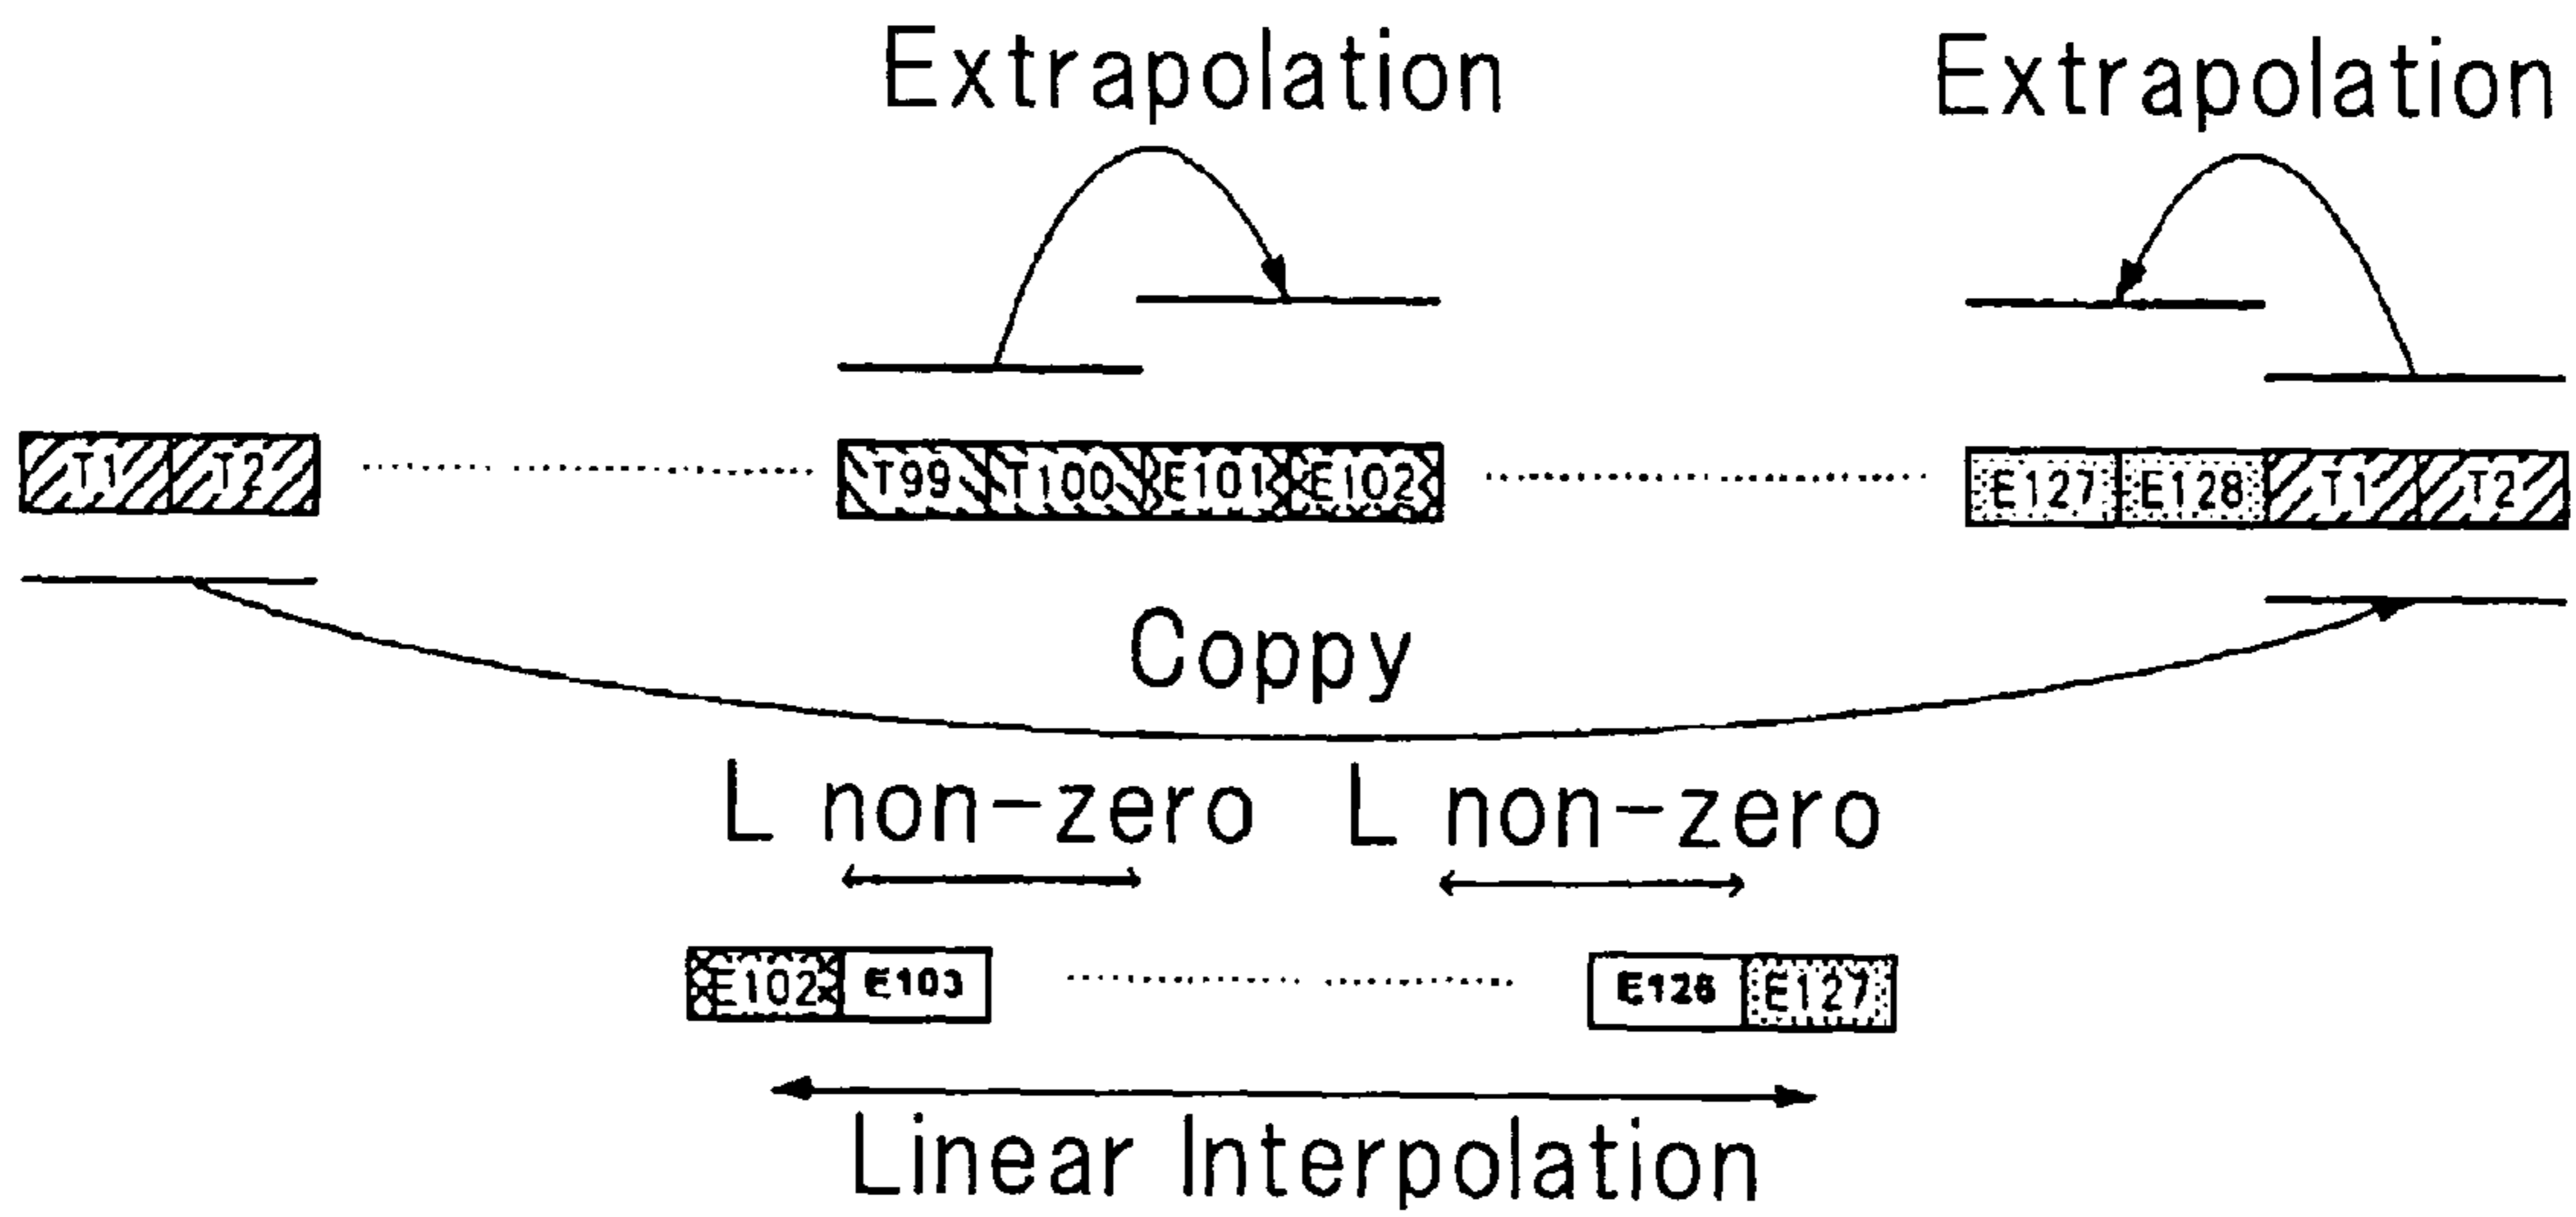 Extrapolation Extrapolation
T1 T2 T99 T100 E101 E102 E127 E128 T1 T2
Coppy
L non-zero L non-zero
E102 E103 E126 E127
Linear Interpolation